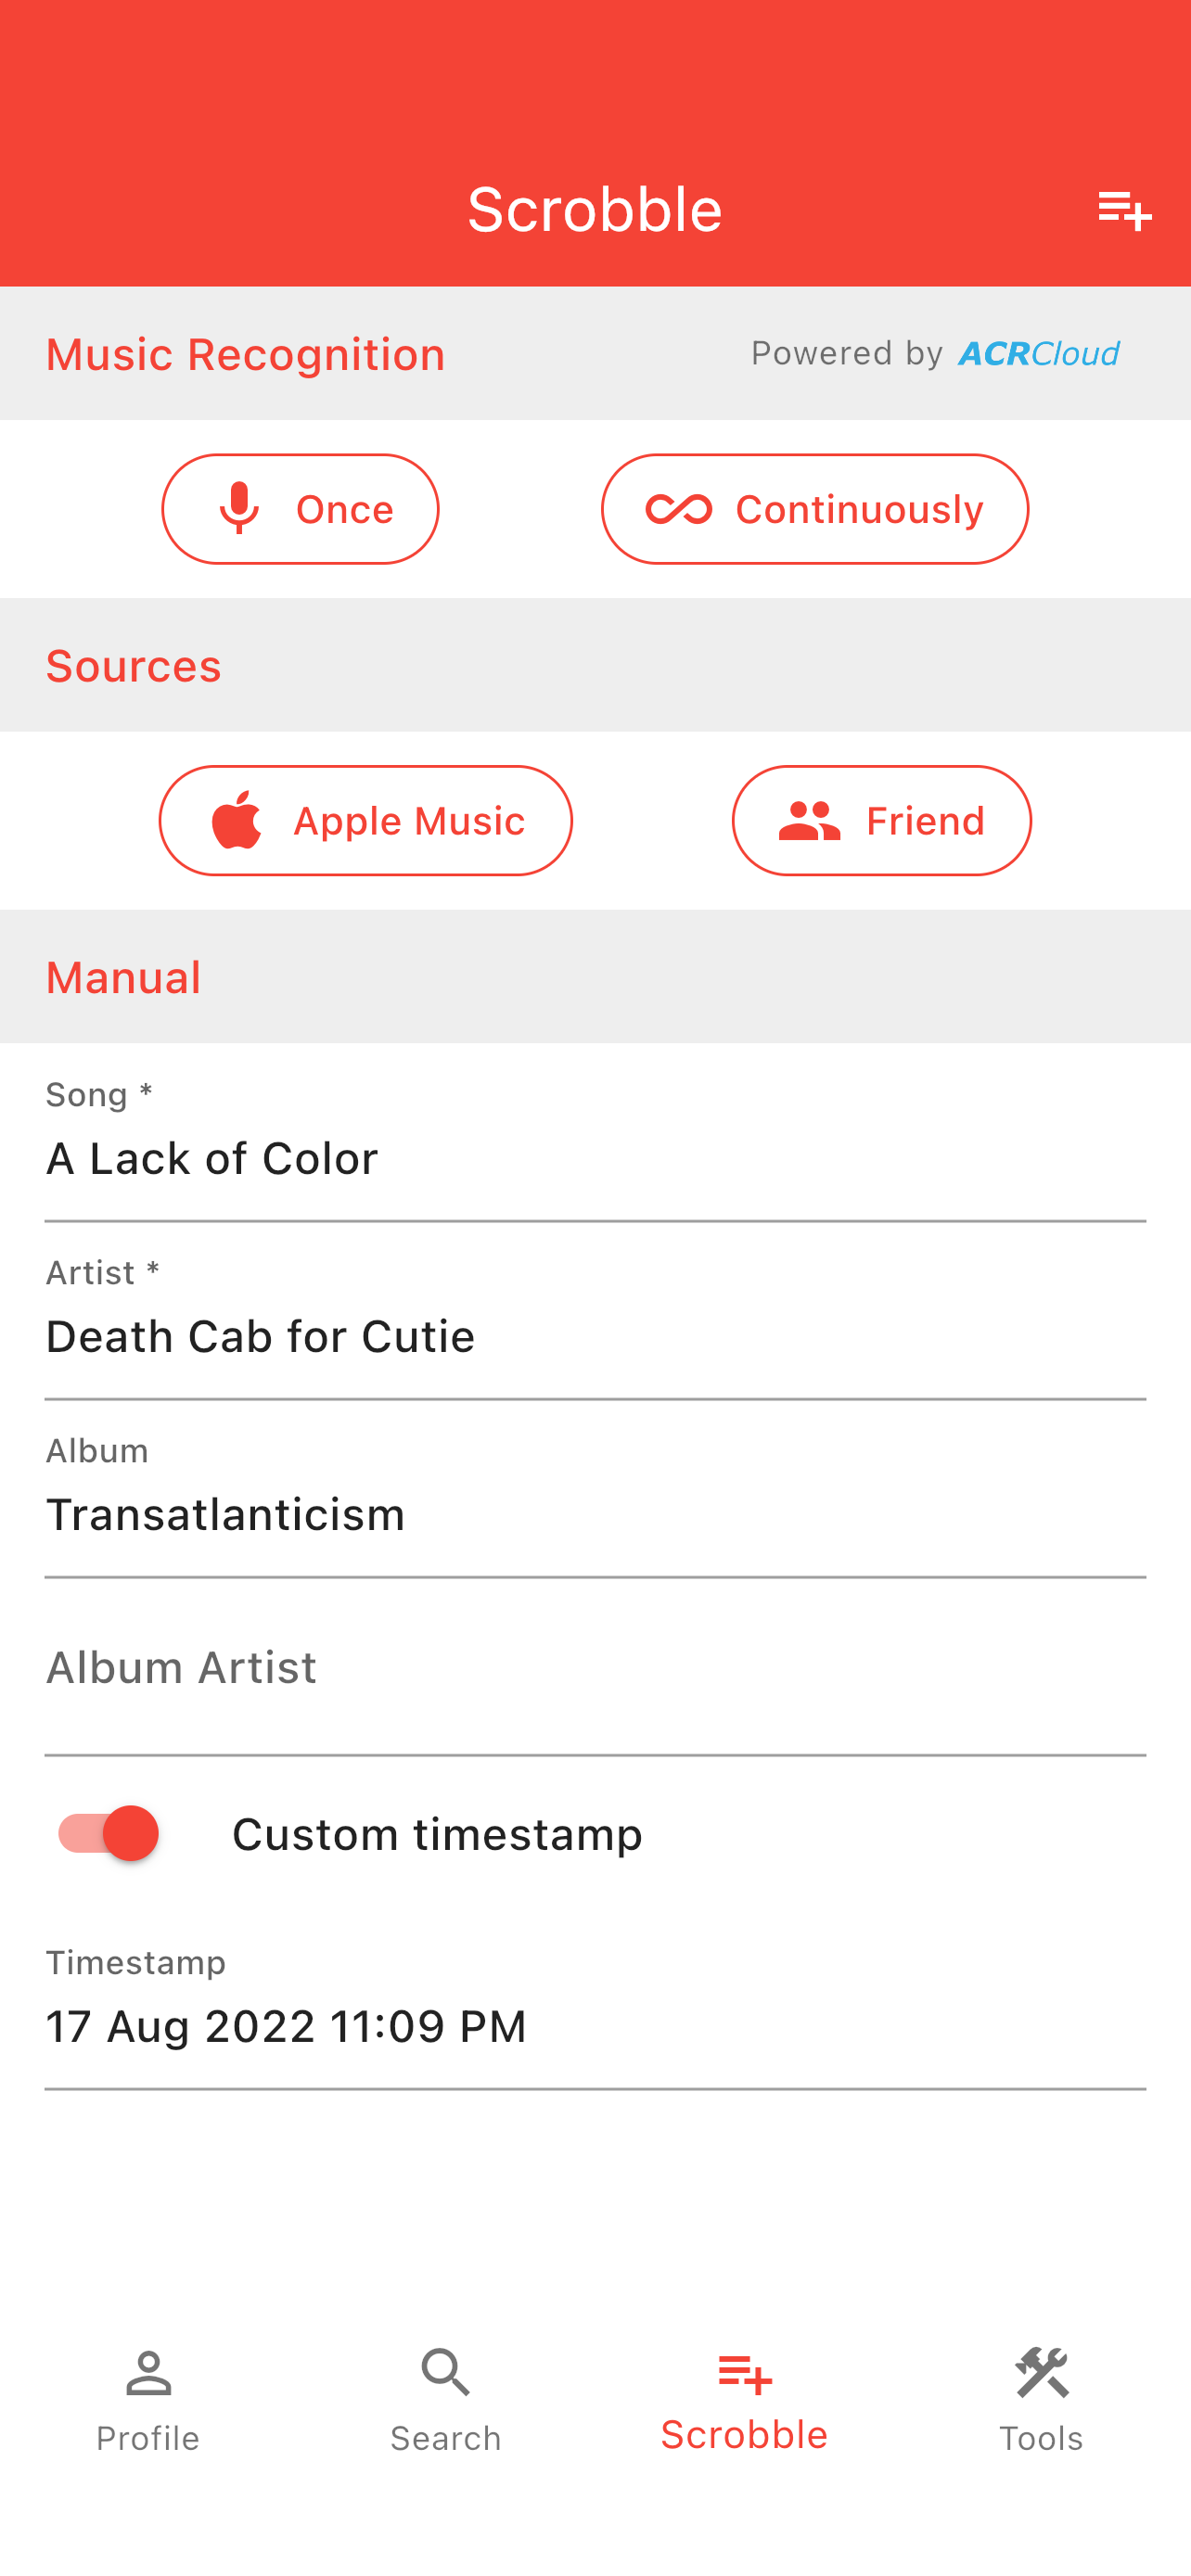 Scrobble
Music Recognition
Powered by ACRCloud
Once
Continuously
Sources
Apple Music
Friend
Manual
Song *
A Lack of Color
Artist *
Death Cab for Cutie
Album
Transatlanticism
Album Artist
Custom timestamp
Timestamp
17 Aug 2022 11:09 PM
Profile
Search
Scrobble
Tools